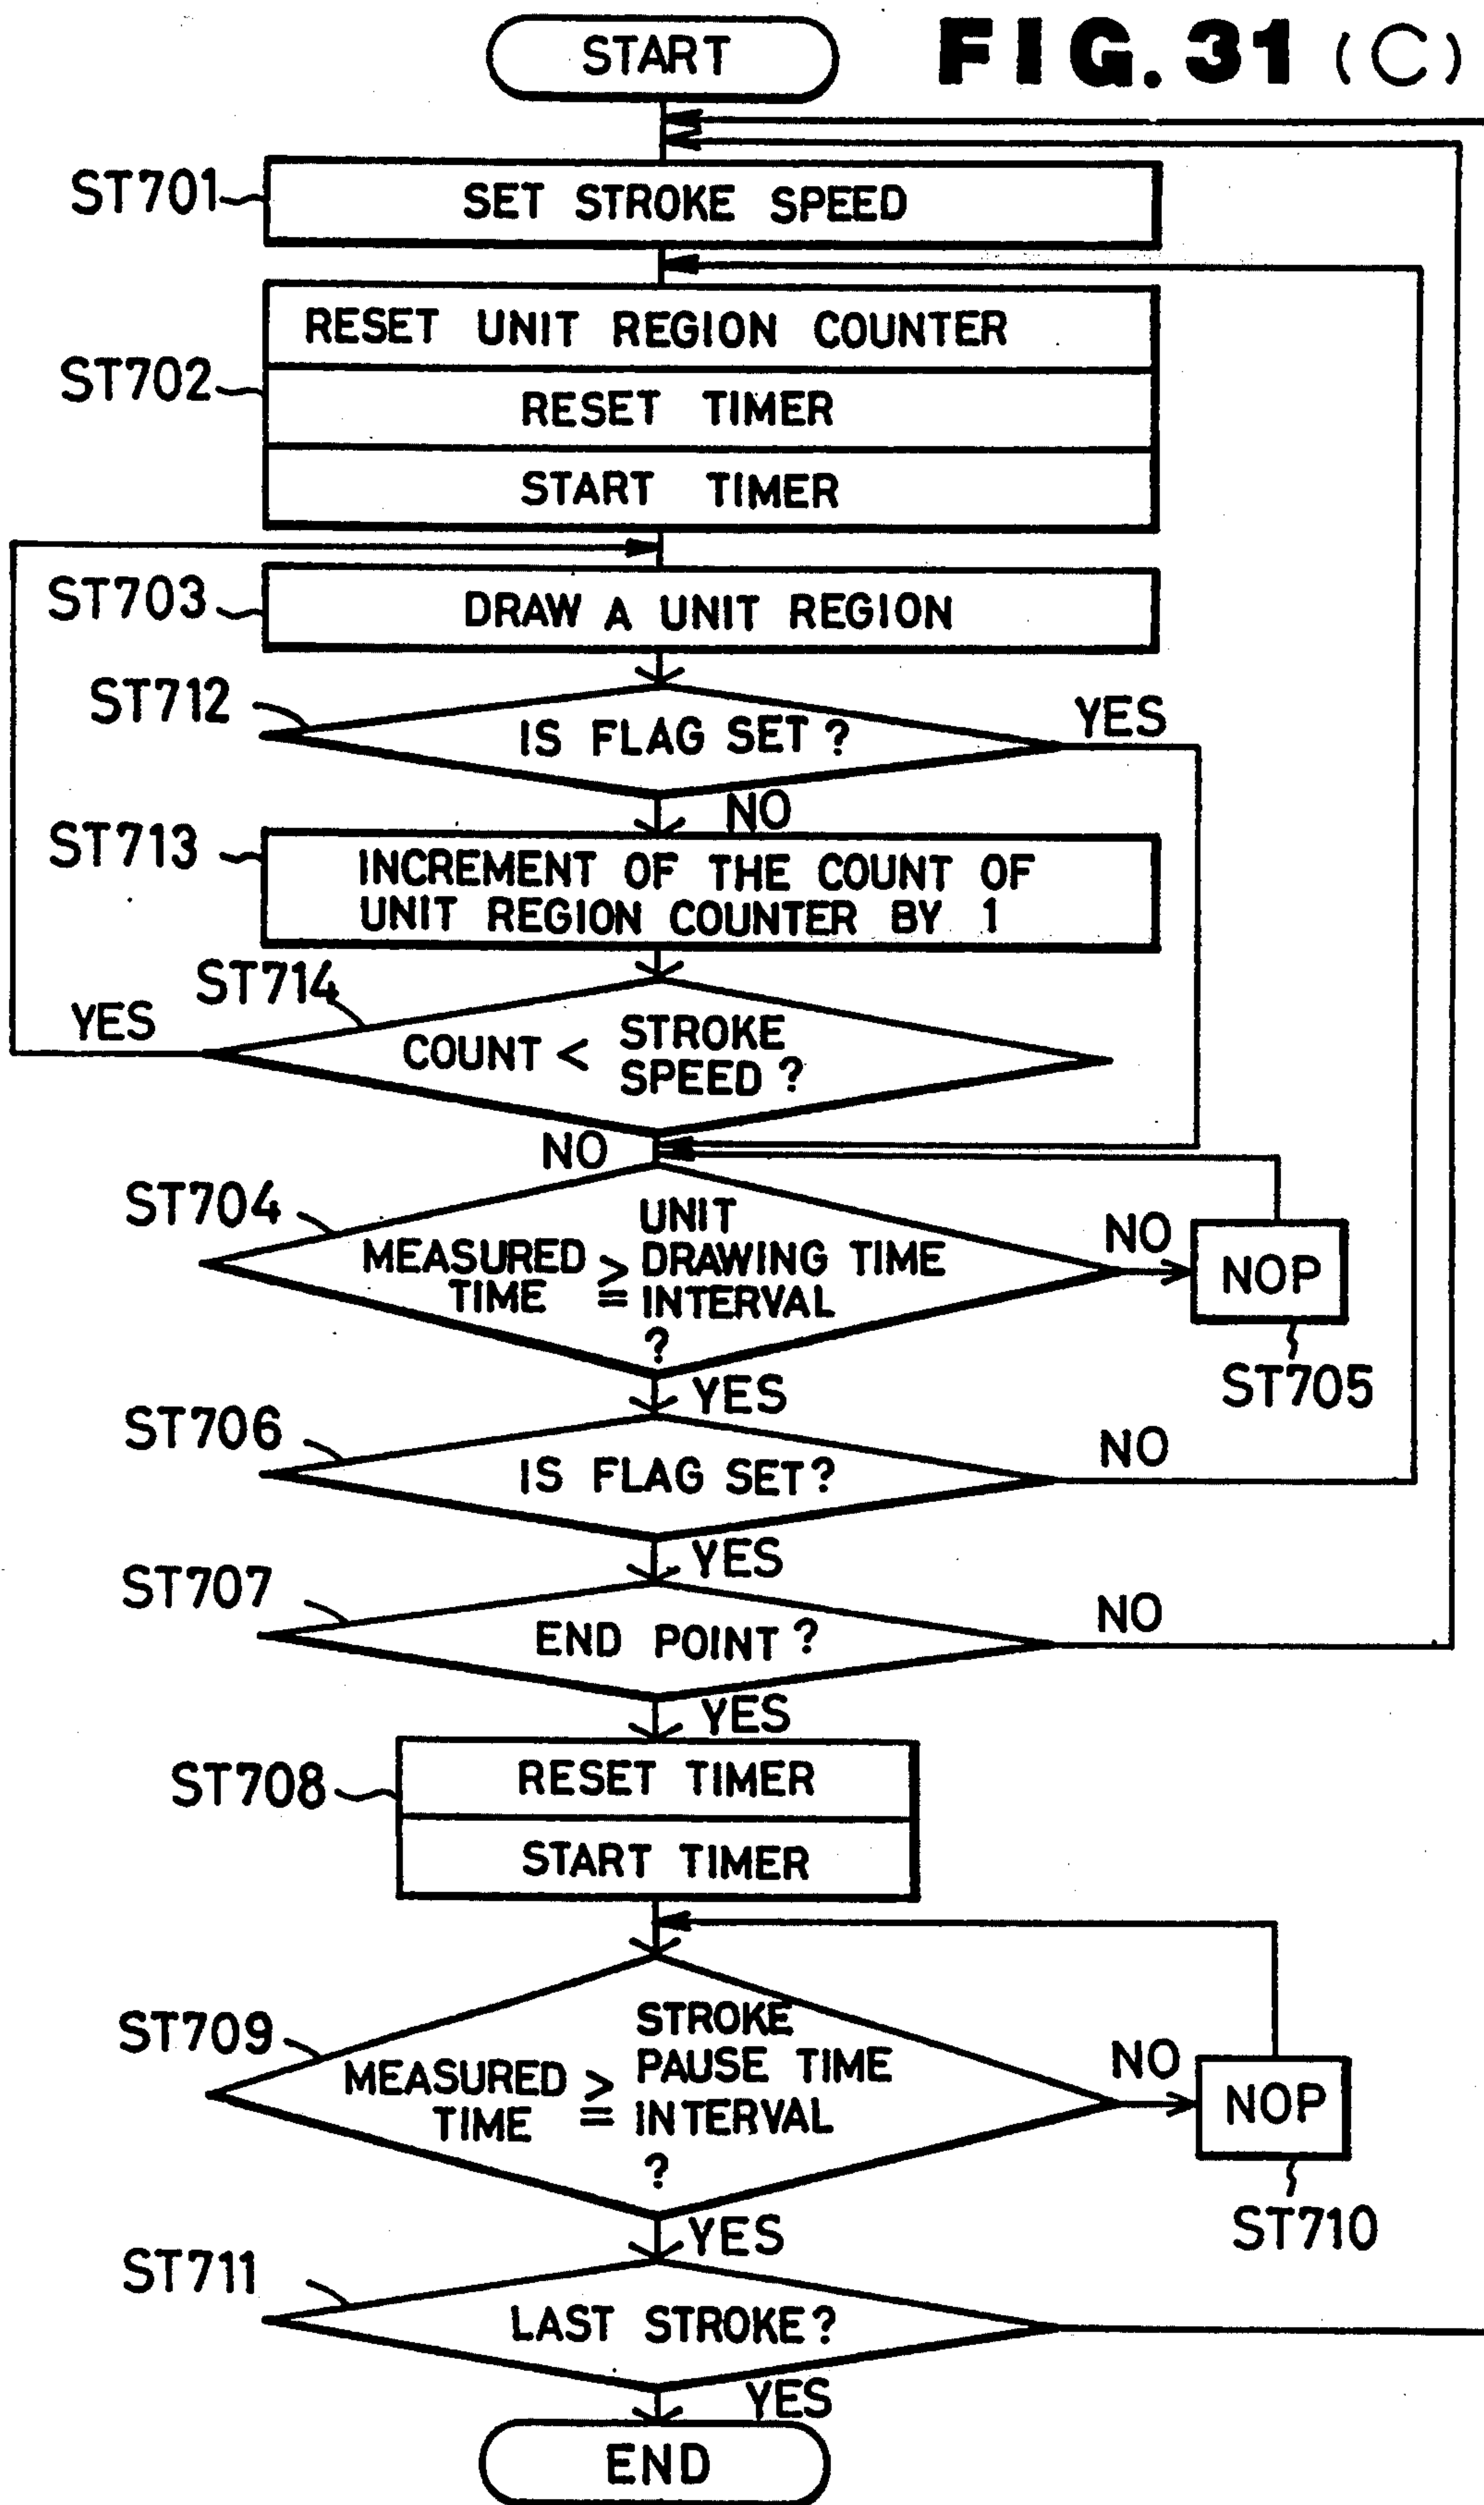 START
FIG.31 (C)
ST701
SET STROKE SPEED
RESET UNIT REGION COUNTER
ST702
RESET TIMER
START TIMER
ST703
DRAW A UNIT REGION
ST712
IS FLAG SET?
YES
NO
ST713
INCREMENT OF THE COUNT OF
UNIT REGION COUNTER BY 1
ST714
YES
COUNT < STROKE
SPEED?
NO
ST704
UNIT
MEASURED ≧ DRAWING TIME
TIME INTERVAL
?
NO
NOP
ST705
YES
ST706
IS FLAG SET?
NO
YES
ST707
END POINT?
NO
YES
ST708
RESET TIMER
START TIMER
ST709
STROKE
MEASURED ≧ PAUSE TIME
TIME INTERVAL
?
NO
NOP
ST710
YES
ST711
LAST STROKE?
YES
END